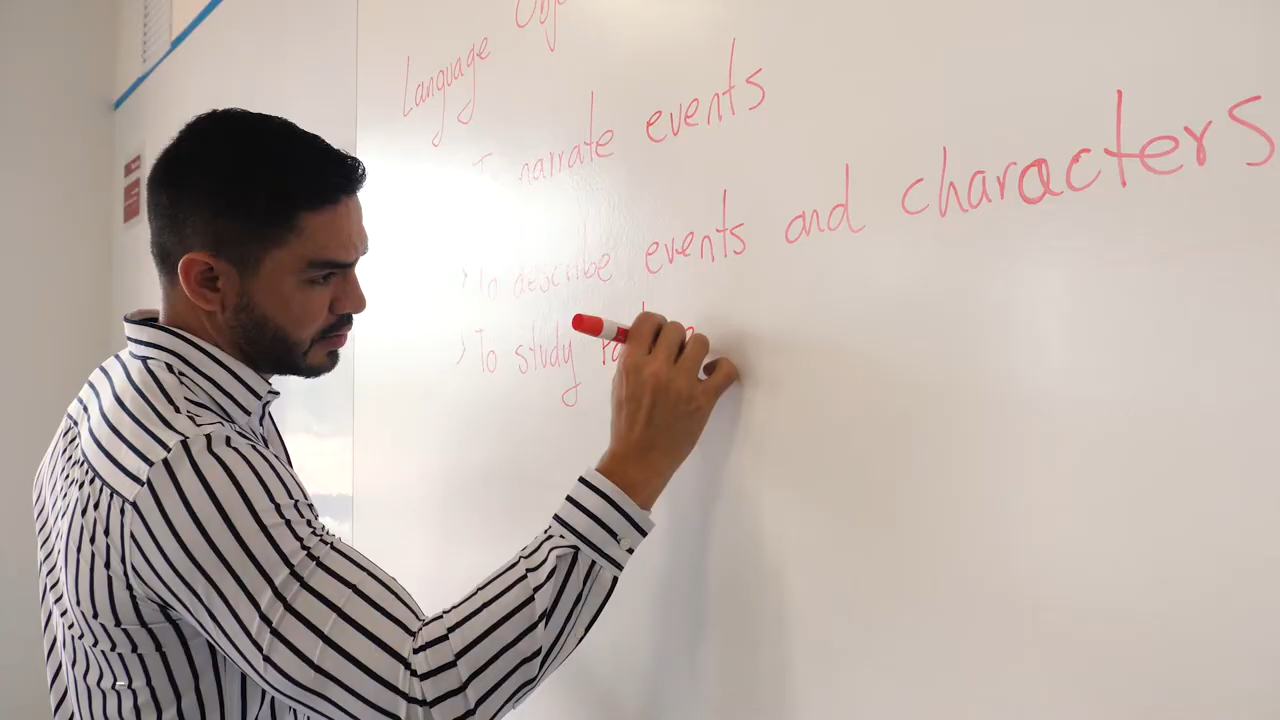 Language
To narrate events
> To describe events and characters
> To study